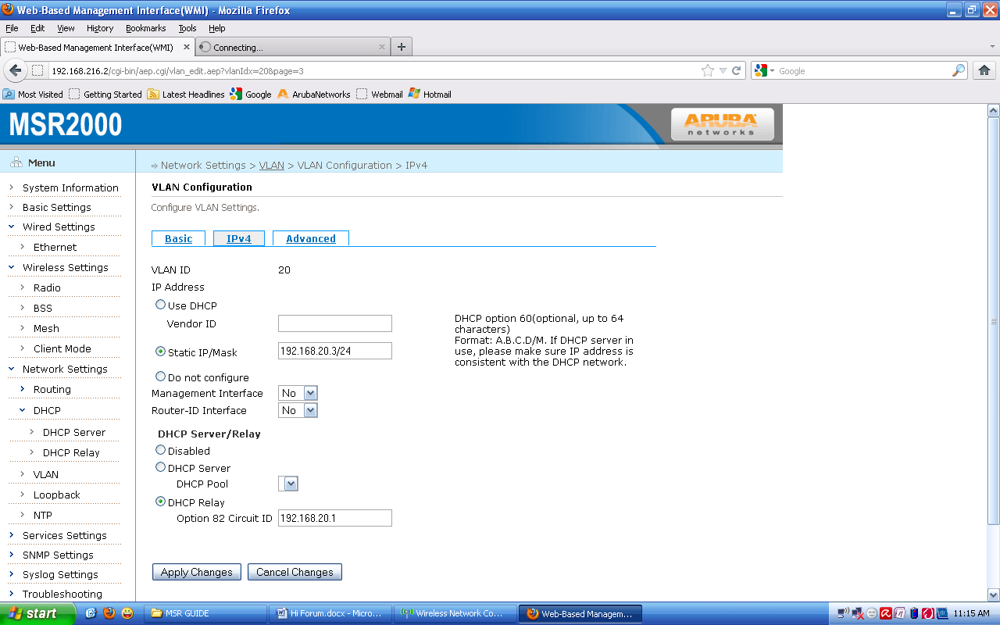 Web-Based Management Interface(WMI) - Mozilla Firefox
File Edit View History Bookmarks Tools Help
Web-Based Management Interface(WMI) Connecting...
192.168.216.2/cgi-bin/aep.cgi/vlan_edit.aep?vlanIdx=20&page=3 Google
Most Visited Getting Started Latest Headlines Google ArubaNetworks Webmail Hotmail
MSR2000 ARUBA networks
Menu
System Information
Basic Settings
Wired Settings
Ethernet
Wireless Settings
Radio
BSS
Mesh
Client Mode
Network Settings
Routing
DHCP
DHCP Server
DHCP Relay
VLAN
Loopback
NTP
Services Settings
SNMP Settings
Syslog Settings
Troubleshooting
⇨ Network Settings > VLAN > VLAN Configuration > IPv4
VLAN Configuration
Configure VLAN Settings.
Basic IPv4 Advanced
VLAN ID 20
IP Address
Use DHCP
Vendor ID
DHCP option 60(optional, up to 64
characters)
Static IP/Mask 192.168.20.3/24
Format: A.B.C.D/M. If DHCP server in
use, please make sure IP address is
consistent with the DHCP network.
Do not configure
Management Interface No
Router-ID Interface No
DHCP Server/Relay
Disabled
DHCP Server
DHCP Pool
DHCP Relay
Option 82 Circuit ID 192.168.20.1
Apply Changes Cancel Changes
start MSR GUIDE Hi Forum.docx - Micro... Wireless Network Co... Web-Based Managem... 11:15 AM